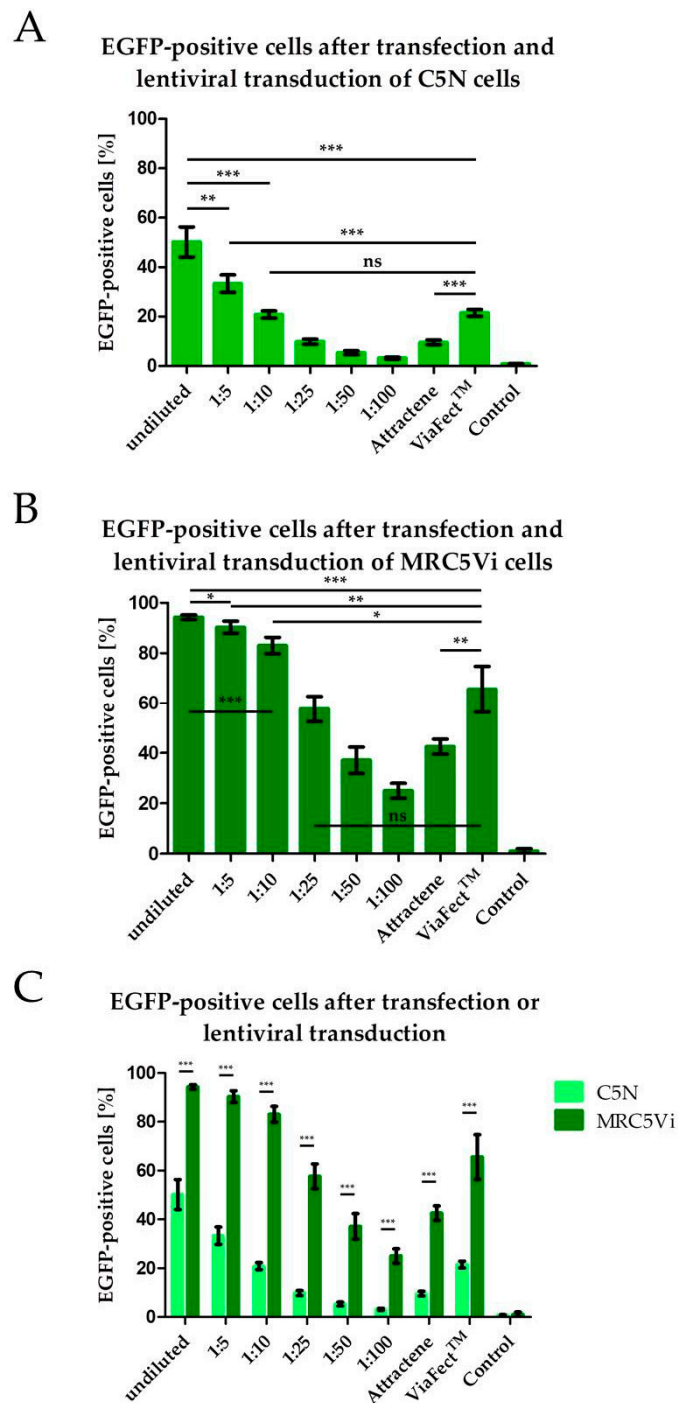 A
EGFP-positive cells after transfection and
lentiviral transduction of C5N cells
EGFP-positive cells [%]
100
80
60
40
20
0
***
***
**
***
ns
***
undiluted
1:5
1:10
1:25
1:50
1:100
Attractene
ViaFect™
Control
B
EGFP-positive cells after transfection and
lentiviral transduction of MRC5Vi cells
EGFP-positive cells [%]
100
80
60
40
20
0
***
*
**
*
**
***
ns
undiluted
1:5
1:10
1:25
1:50
1:100
Attractene
ViaFect™
Control
C
EGFP-positive cells after transfection or
lentiviral transduction
EGFP-positive cells [%]
100
80
60
40
20
0
***
***
***
***
***
***
***
***
C5N
MRC5Vi
undiluted
1:5
1:10
1:25
1:50
1:100
Attractene
ViaFect™
Control